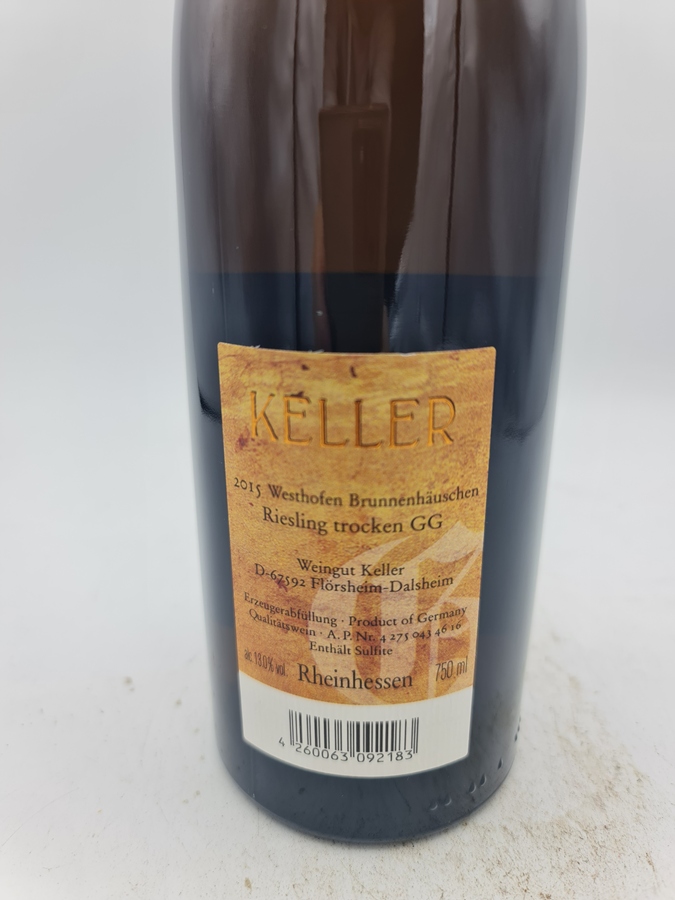 KELLER
2015 Westhofen Brunnenhäuschen
Riesling trocken GG
Weingut Keller
D-67592 Flörsheim-Dalsheim
Erzeugerabfüllung · Product of Germany
Qualitätswein · A. P. Nr. 4 275 043 46 16
Enthält Sulfite
alc 13.0% vol. Rheinhessen 750 ml
4 260063 092183